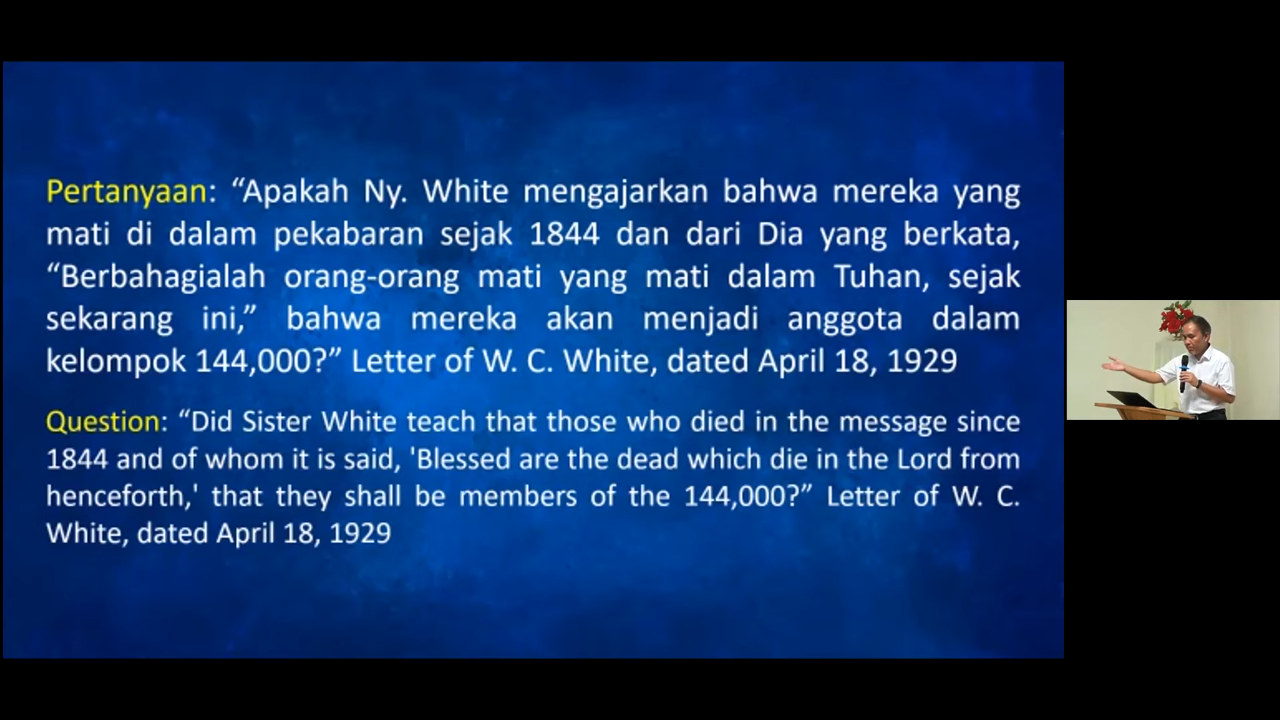 Pertanyaan: “Apakah Ny. White mengajarkan bahwa mereka yang
mati di dalam pekabaran sejak 1844 dan dari Dia yang berkata,
“Berbahagialah orang-orang mati yang mati dalam Tuhan, sejak
sekarang ini,” bahwa mereka akan menjadi anggota dalam
kelompok 144,000?” Letter of W. C. White, dated April 18, 1929
Question: “Did Sister White teach that those who died in the message since
1844 and of whom it is said, 'Blessed are the dead which die in the Lord from
henceforth,' that they shall be members of the 144,000?” Letter of W. C.
White, dated April 18, 1929